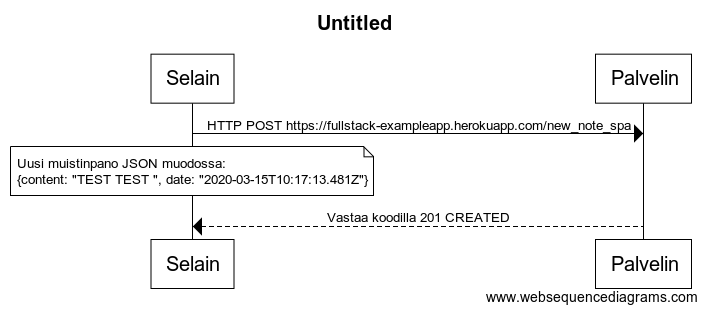 Untitled
Selain
Palvelin
HTTP POST https://fullstack-exampleapp.herokuapp.com/new_note_spa
Uusi muistinpano JSON muodossa:
{content: "TEST TEST ", date: "2020-03-15T10:17:13.481Z"}
Vastaa koodilla 201 CREATED
Selain
Palvelin
www.websequencediagrams.com